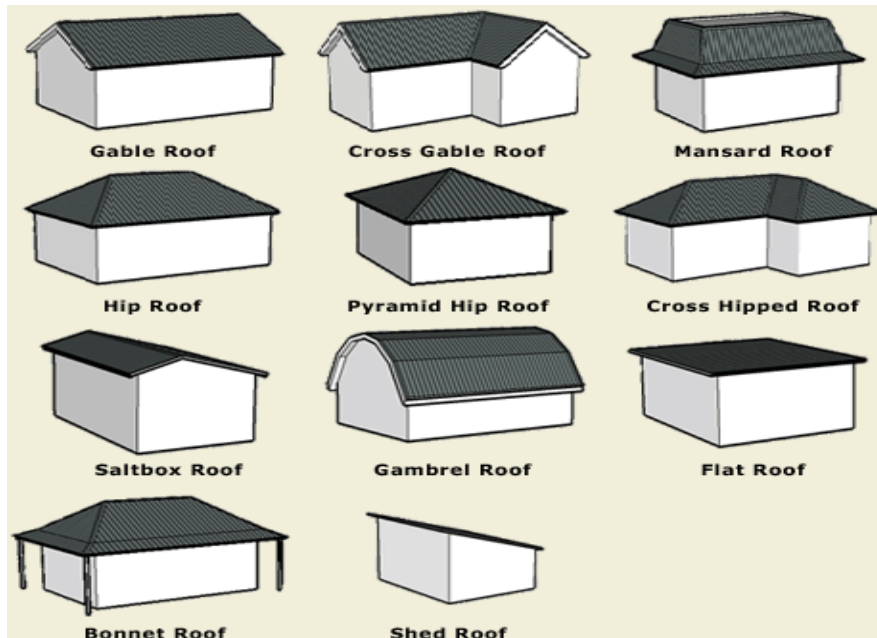 Gable Roof
Cross Gable Roof
Mansard Roof
Hip Roof
Pyramid Hip Roof
Cross Hipped Roof
Saltbox Roof
Gambrel Roof
Flat Roof
Bonnet Roof
Shed Roof